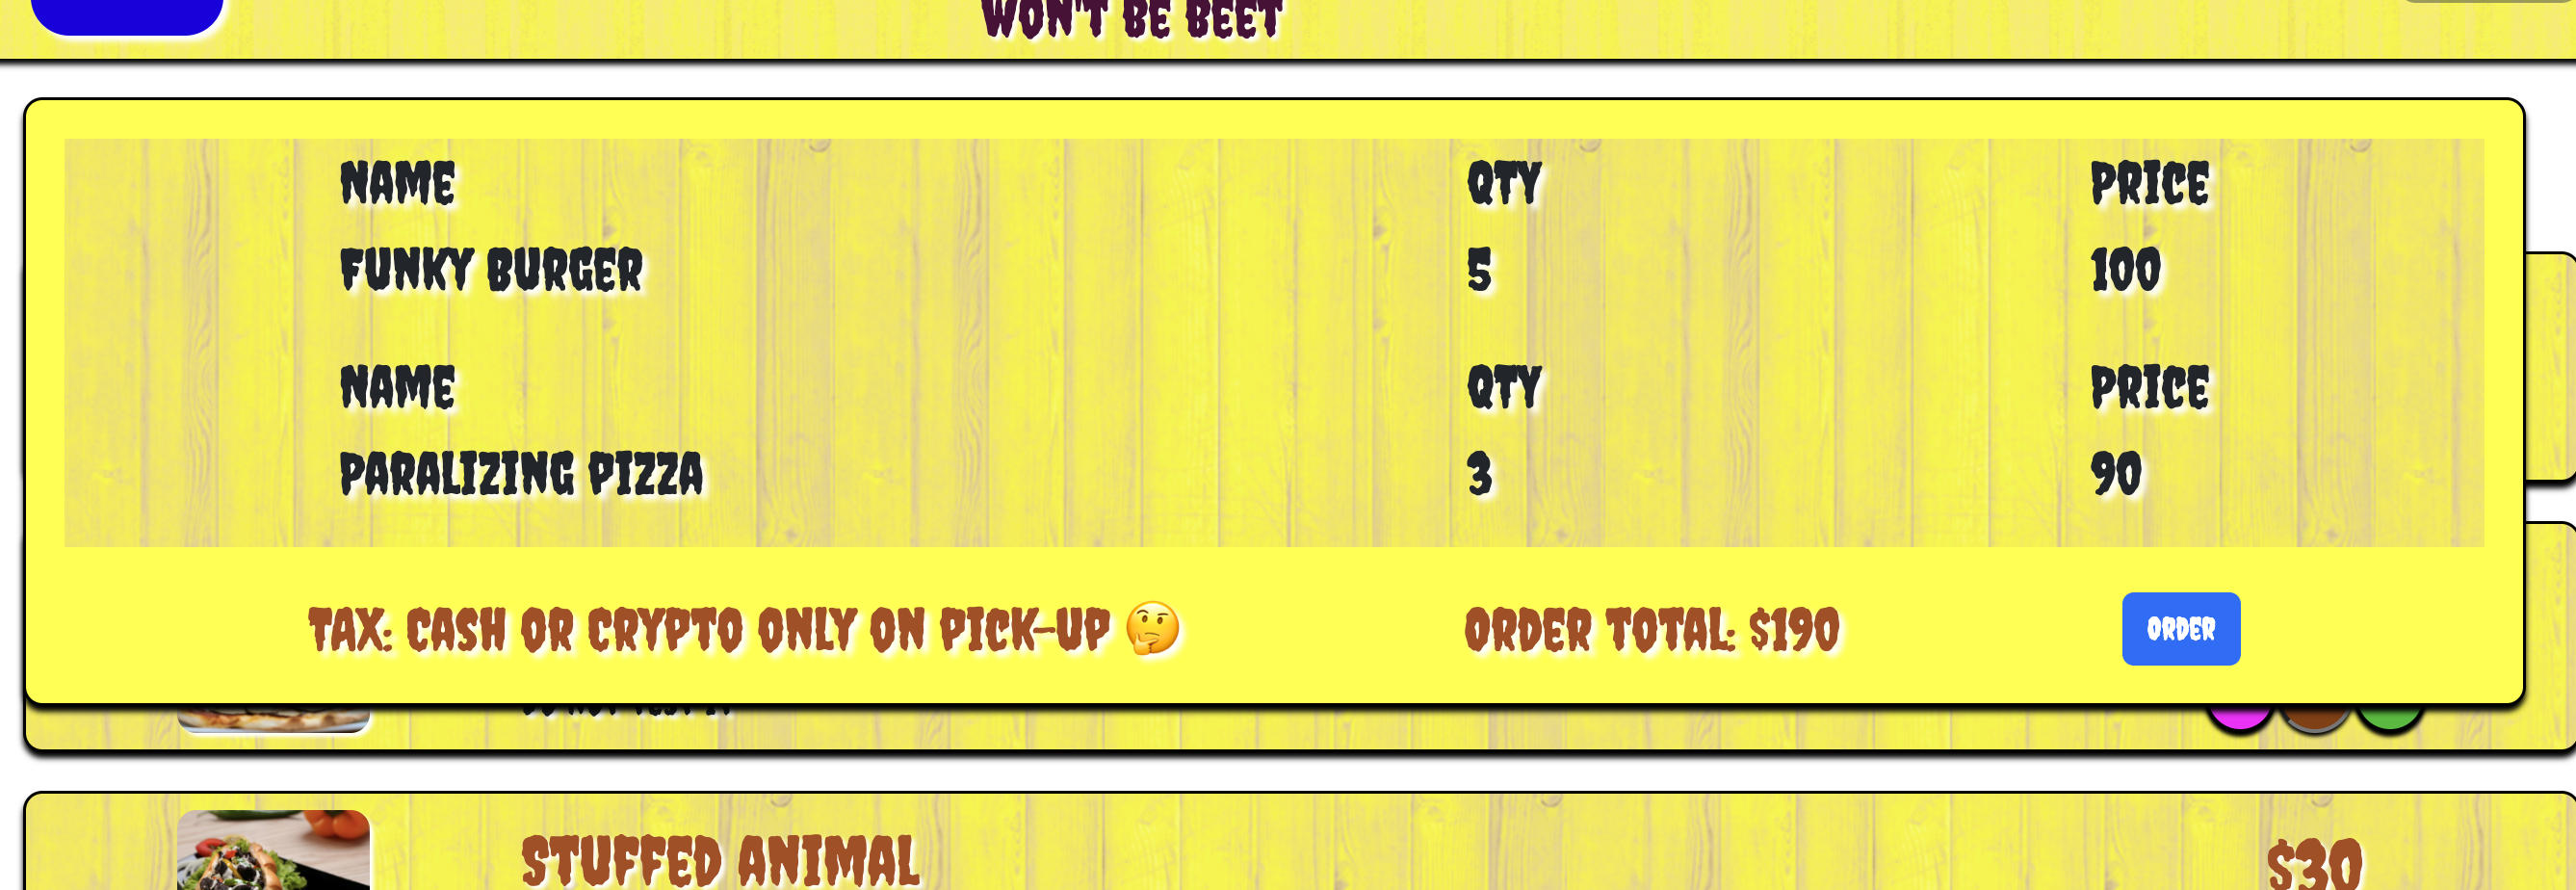 WON'T BE BEET
NAME QTY PRICE
FUNKY BURGER 5 100
NAME QTY PRICE
PARALIZING PIZZA 3 90
TAX: CASH OR CRYPTO ONLY ON PICK-UP 🤔 ORDER TOTAL: $190 ORDER
STUFFED ANIMAL $30